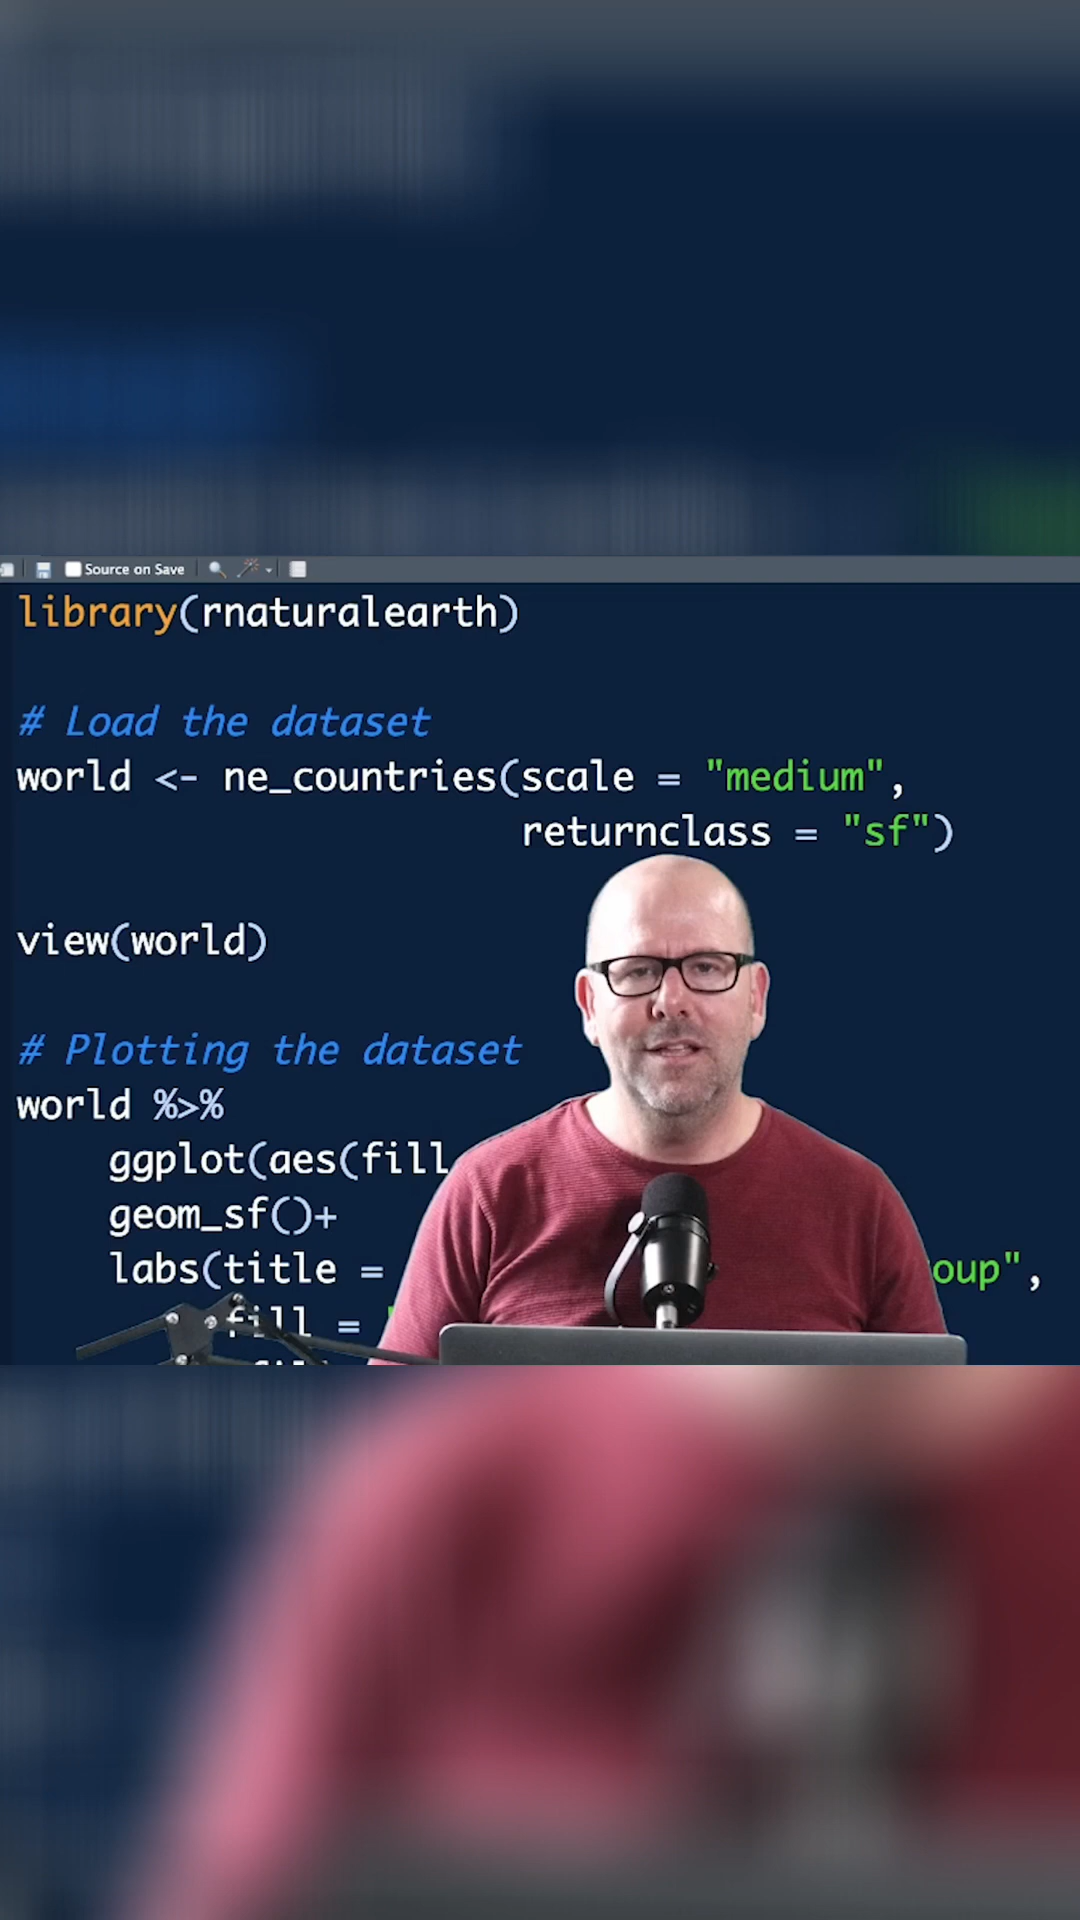 Source on Save
library(rnaturalearth)
# Load the dataset
world <- ne_countries(scale = "medium",
returnclass = "sf")
view(world)
# Plotting the dataset
world %>%
ggplot(aes(fill
geom_sf()+
labs(title = oup",
fill = "